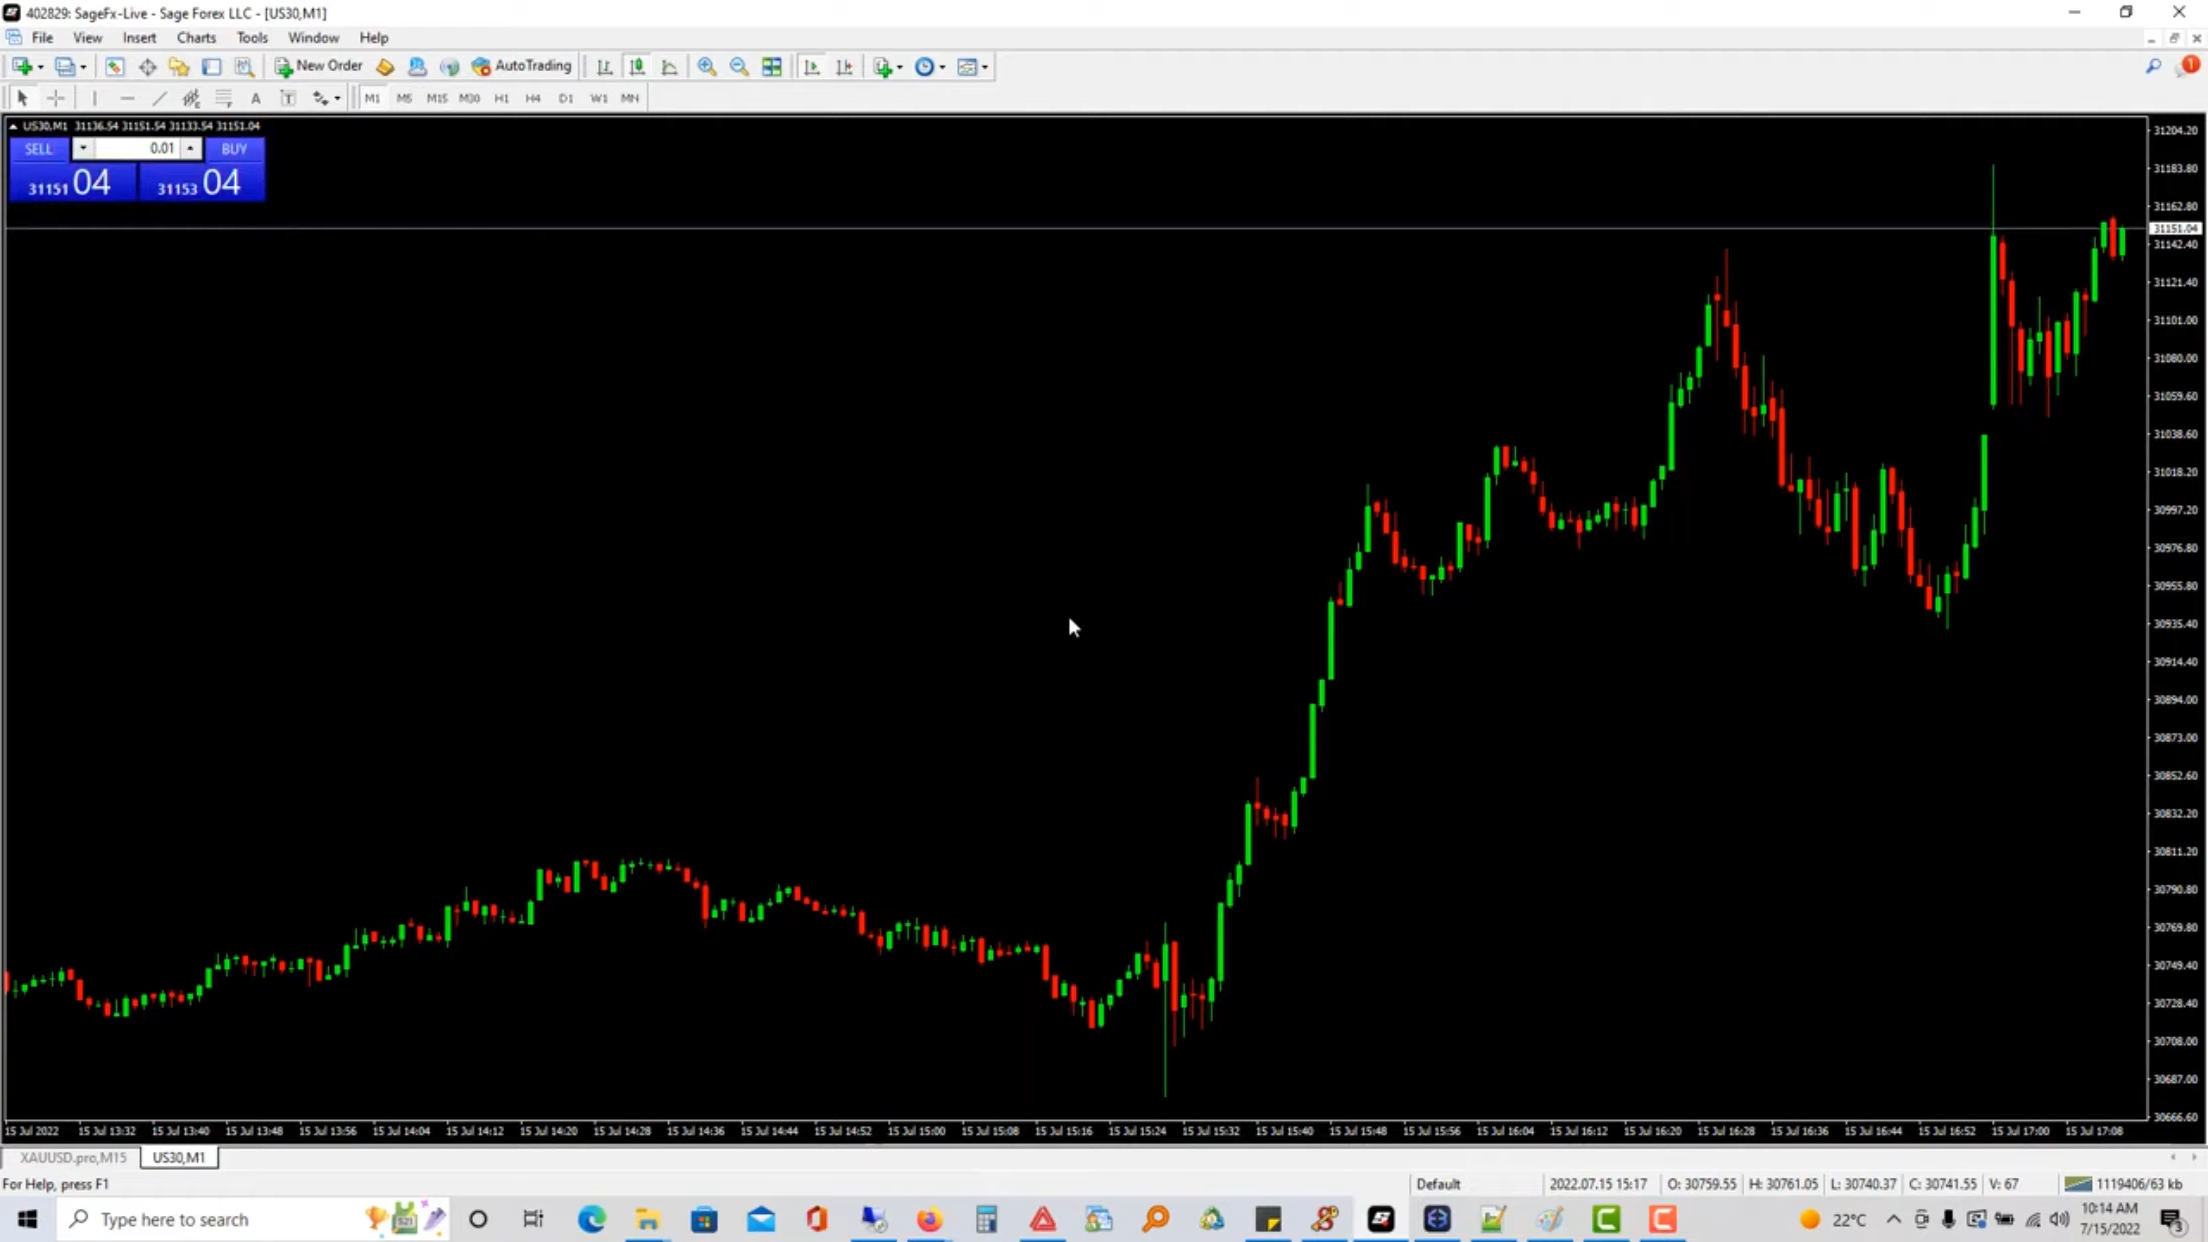 402829: SageFx-Live - Sage Forex LLC - [US30,M1]
File View Insert Charts Tools Window Help
New Order AutoTrading
1
A T M1 M5 M15 M30 H1 H4 D1 W1 MN
US30,M1 31136.54 31151.54 31133.54 31151.04
SELL 0.01 BUY
31151 04 31153 04
31204.20
31183.80
31162.80
31151.04
31142.40
31121.40
31101.00
31080.00
31059.60
31038.60
31018.20
30997.20
30976.80
30955.80
30935.40
30914.40
30894.00
30873.00
30852.60
30832.20
30811.20
30790.80
30769.80
30749.40
30728.40
30708.00
30687.00
30666.60
15 Jul 2022 15 Jul 13:32 15 Jul 13:40 15 Jul 13:48 15 Jul 13:56 15 Jul 14:04 15 Jul 14:12 15 Jul 14:20 15 Jul 14:28 15 Jul 14:36 15 Jul 14:44 15 Jul 14:52 15 Jul 15:00 15 Jul 15:08 15 Jul 15:16 15 Jul 15:24 15 Jul 15:32 15 Jul 15:40 15 Jul 15:48 15 Jul 15:56 15 Jul 16:04 15 Jul 16:12 15 Jul 16:20 15 Jul 16:28 15 Jul 16:36 15 Jul 16:44 15 Jul 16:52 15 Jul 17:00 15 Jul 17:08
XAUUSD.pro,M15 US30,M1
For Help, press F1 Default 2022.07.15 15:17 O: 30759.55 H: 30761.05 L: 30740.37 C: 30741.55 V: 67 1119406/63 kb
Type here to search 22°C 10:14 AM
7/15/2022
3